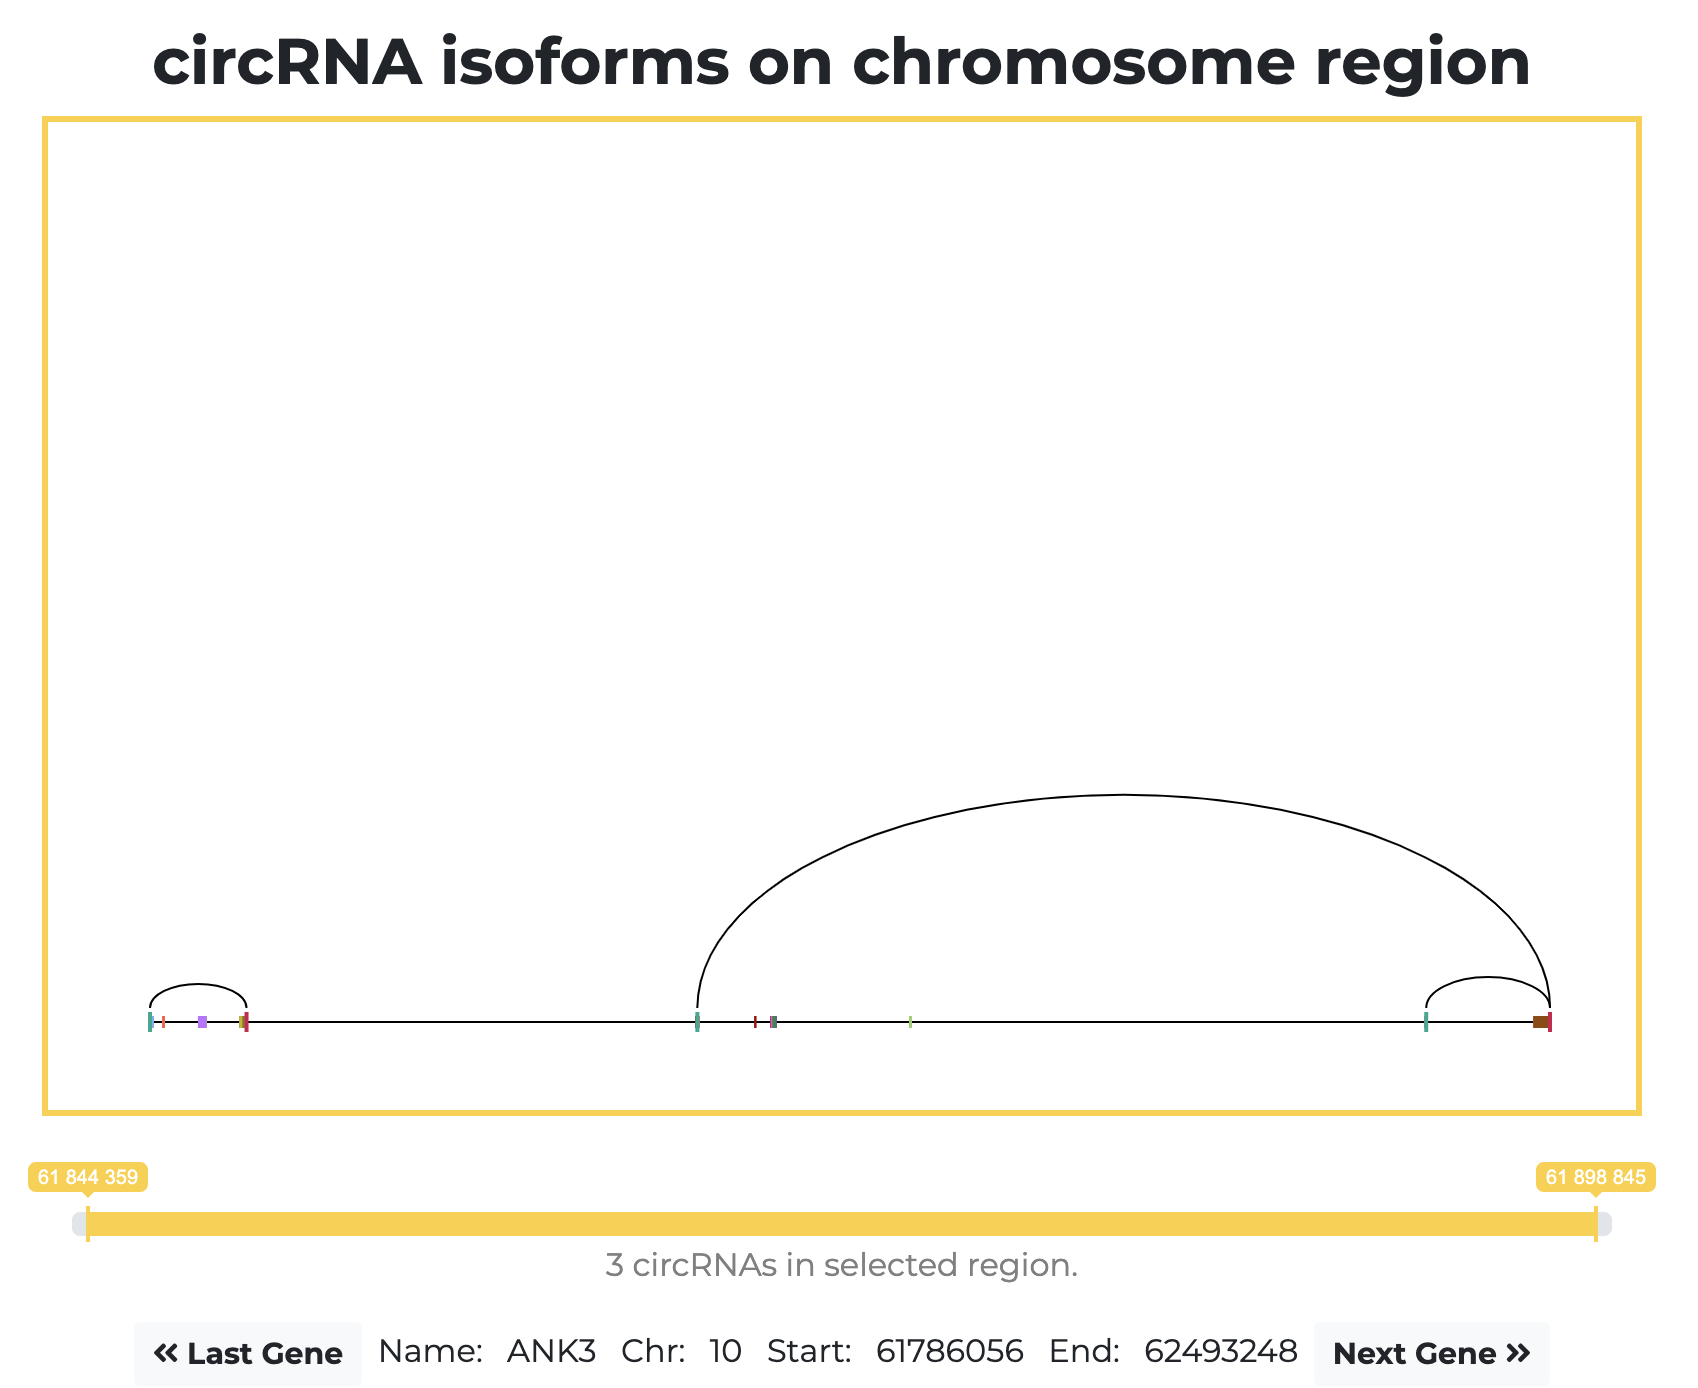 circRNA isoforms on chromosome region
61 844 359
61 898 845
3 circRNAs in selected region.
« Last Gene Name: ANK3 Chr: 10 Start: 61786056 End: 62493248 Next Gene »